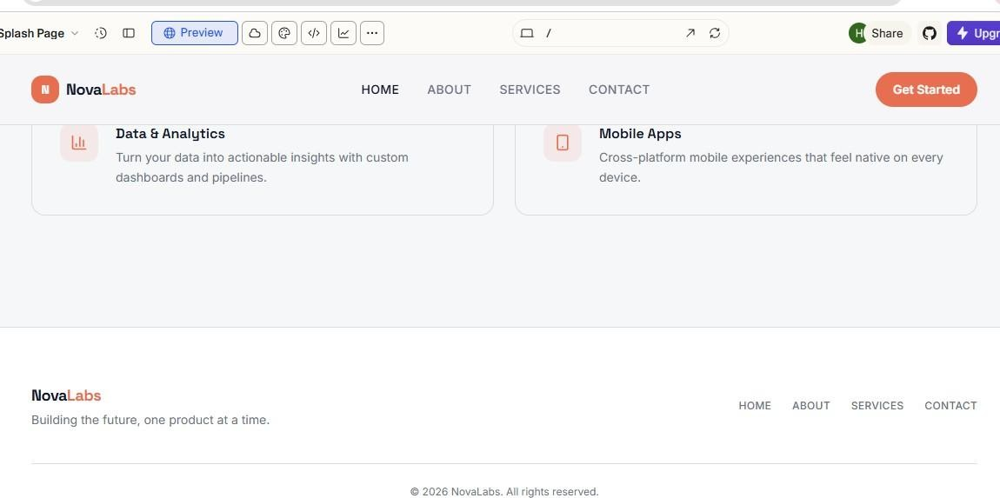 Splash Page
Preview
/
H
Share
Upgr
N
NovaLabs
HOME ABOUT SERVICES CONTACT
Get Started
Data & Analytics
Turn your data into actionable insights with custom
dashboards and pipelines.
Mobile Apps
Cross-platform mobile experiences that feel native on every
device.
NovaLabs
Building the future, one product at a time.
HOME ABOUT SERVICES CONTACT
© 2026 NovaLabs. All rights reserved.